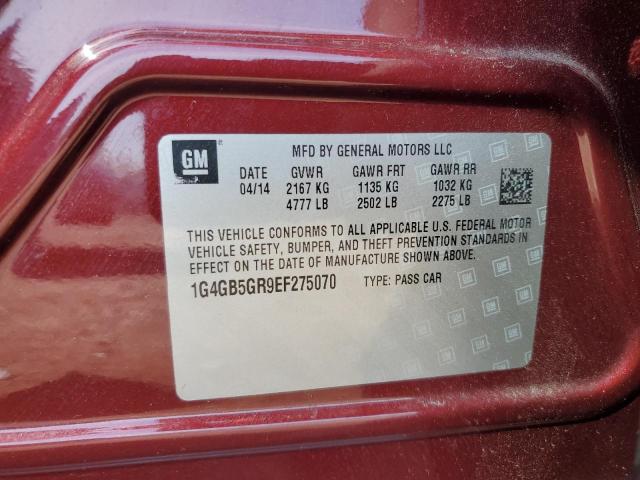 GM
MFD BY GENERAL MOTORS LLC
DATE GVWR GAWR FRT GAWR RR
04/14 2167 KG 1135 KG 1032 KG
4777 LB 2502 LB 2275 LB
THIS VEHICLE CONFORMS TO ALL APPLICABLE U.S. FEDERAL MOTOR
VEHICLE SAFETY, BUMPER, AND THEFT PREVENTION STANDARDS IN
EFFECT ON THE DATE OF MANUFACTURE SHOWN ABOVE.
1G4GB5GR9EF275070 TYPE: PASS CAR